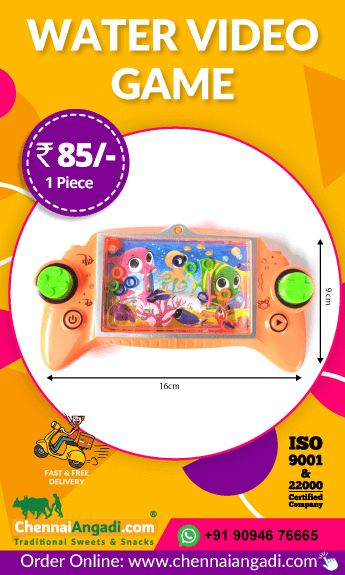 WATER VIDEO
GAME
₹ 85/-
1 Piece
9 cm
16cm
FAST & FREE
DELIVERY
ISO
9001
&
22000
Certified
Company
ChennaiAngadi.com®
Traditional Sweets & Snacks
+91 90946 76665
Order Online: www.chennaiangadi.com